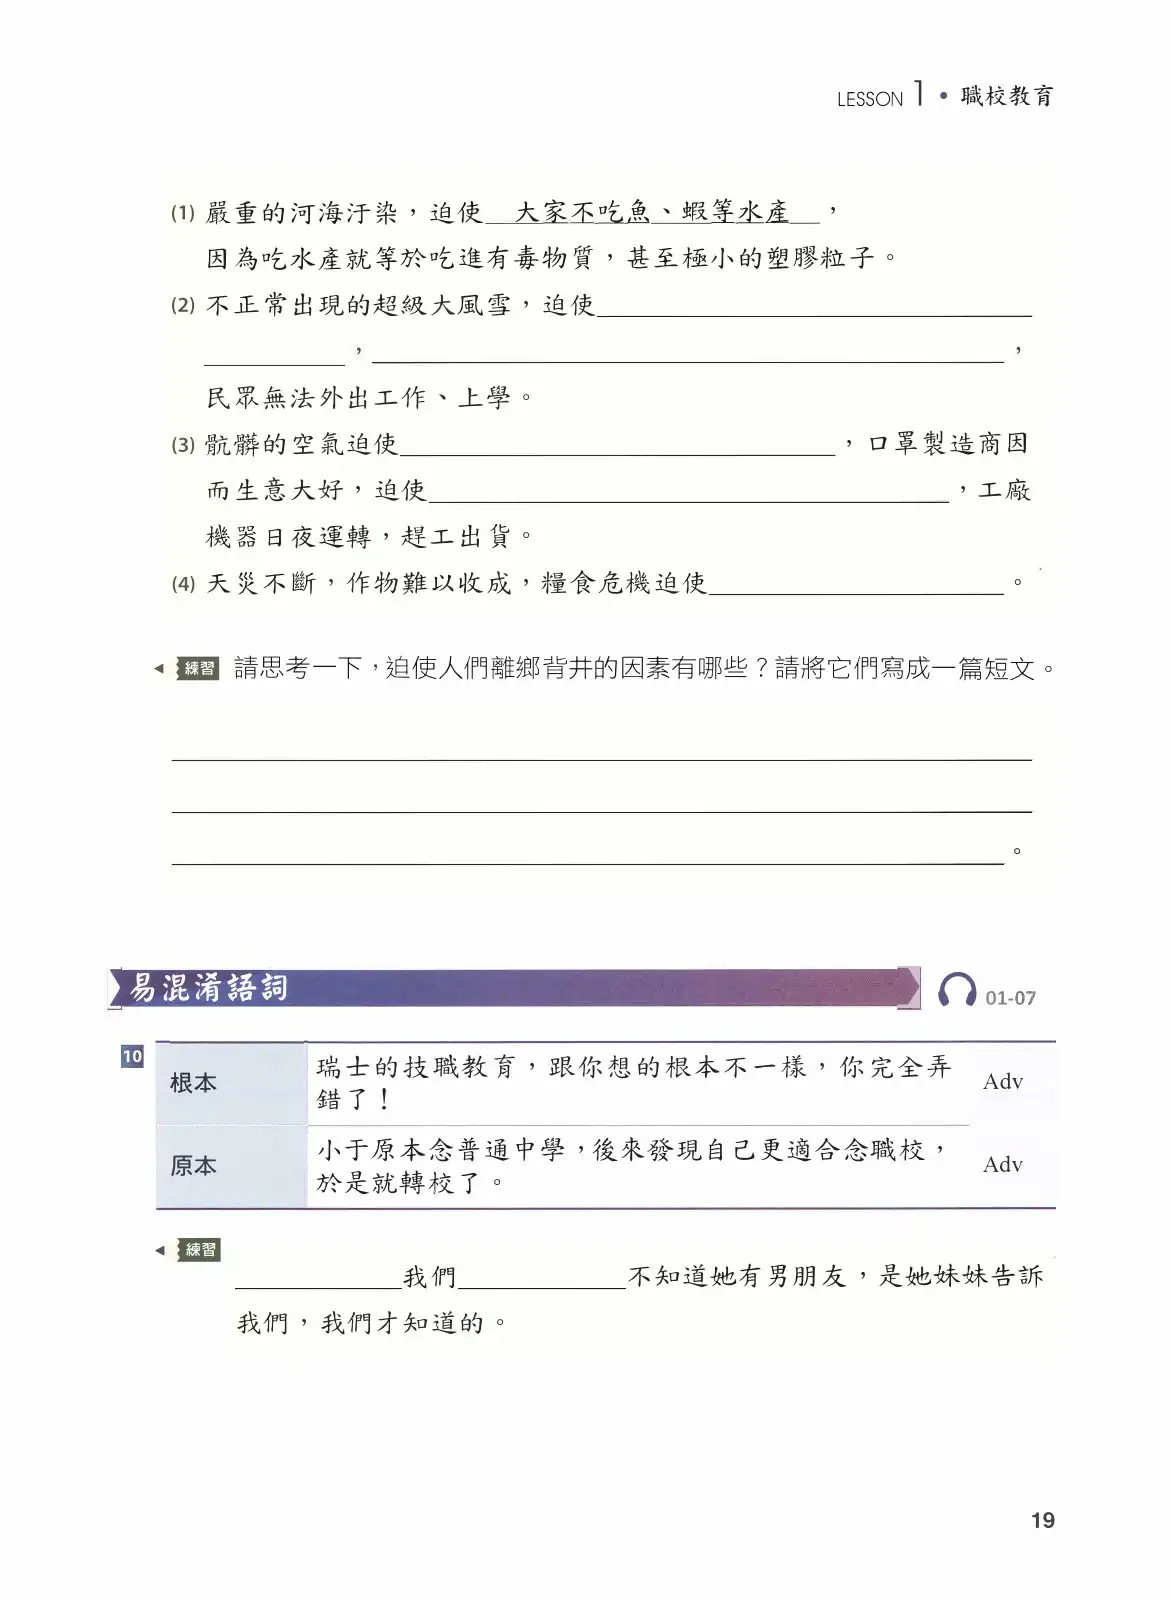 LESSON 1 • 職校教育
(1) 嚴重的河海汙染，迫使 大家不吃魚、蝦等水產 ，
因為吃水產就等於吃進有毒物質，甚至極小的塑膠粒子。
(2) 不正常出現的超級大風雪，迫使
，，
民眾無法外出工作、上學。
(3) 骯髒的空氣迫使，口罩製造商因
而生意大好，迫使，工廠
機器日夜運轉，趕工出貨。
(4) 天災不斷，作物難以收成，糧食危機迫使。
練習 請思考一下，迫使人們離鄉背井的因素有哪些？請將它們寫成一篇短文。
。
易混淆語詞 01-07
10
根本
瑞士的技職教育，跟你想的根本不一樣，你完全弄
錯了！
Adv
原本
小于原本念普通中學，後來發現自己更適合念職校，
於是就轉校了。
Adv
練習
我們 不知道她有男朋友，是她妹妹告訴
我們，我們才知道的。
19